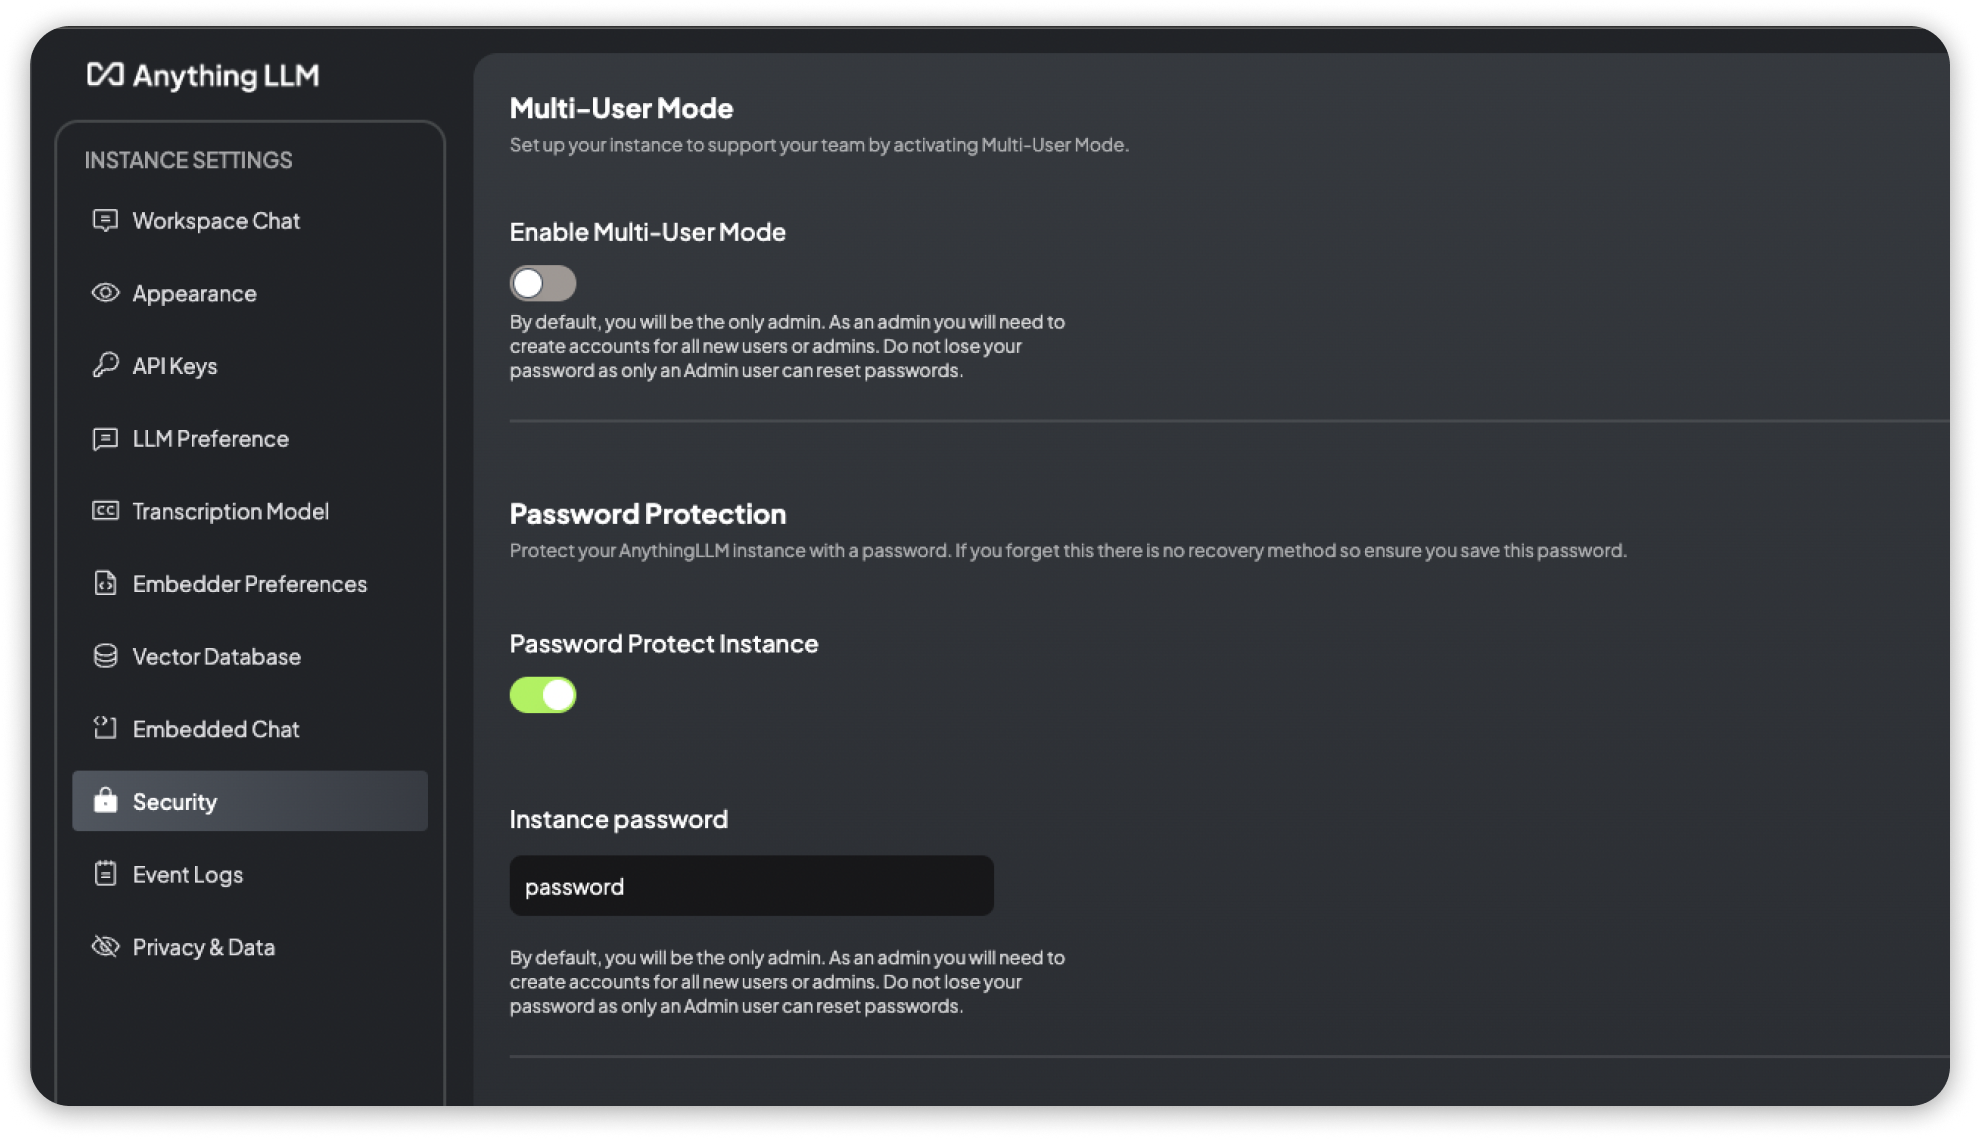 Anything LLM
INSTANCE SETTINGS
Workspace Chat
Appearance
API Keys
LLM Preference
Transcription Model
Embedder Preferences
Vector Database
Embedded Chat
Security
Event Logs
Privacy & Data
Multi-User Mode
Set up your instance to support your team by activating Multi-User Mode.
Enable Multi-User Mode
By default, you will be the only admin. As an admin you will need to
create accounts for all new users or admins. Do not lose your
password as only an Admin user can reset passwords.
Password Protection
Protect your AnythingLLM instance with a password. If you forget this there is no recovery method so ensure you save this password.
Password Protect Instance
Instance password
password
By default, you will be the only admin. As an admin you will need to
create accounts for all new users or admins. Do not lose your
password as only an Admin user can reset passwords.